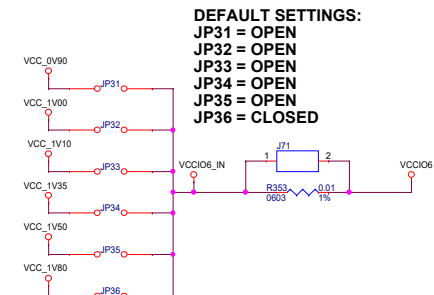 DEFAULT SETTINGS:
JP31 = OPEN
JP32 = OPEN
JP33 = OPEN
JP34 = OPEN
JP35 = OPEN
JP36 = CLOSED
VCC_0V90
JP31
VCC_1V00
JP32
VCC_1V10
JP33
VCCIO6_IN
J71
1 2
VCCIO6
R353 0.01
0603 1%
VCC_1V35
JP34
VCC_1V50
JP35
VCC_1V80
JP36